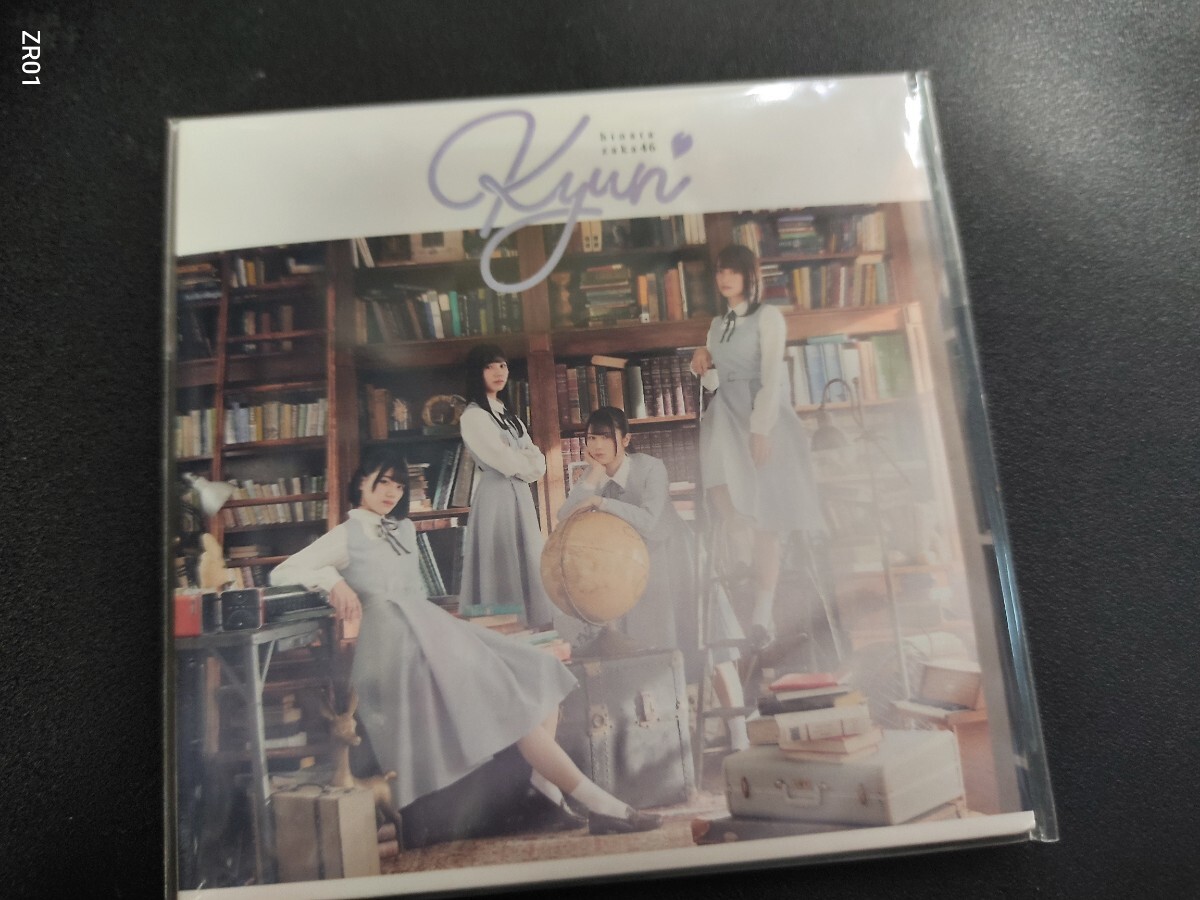 ZR01
hinata
zaka46
Kyun